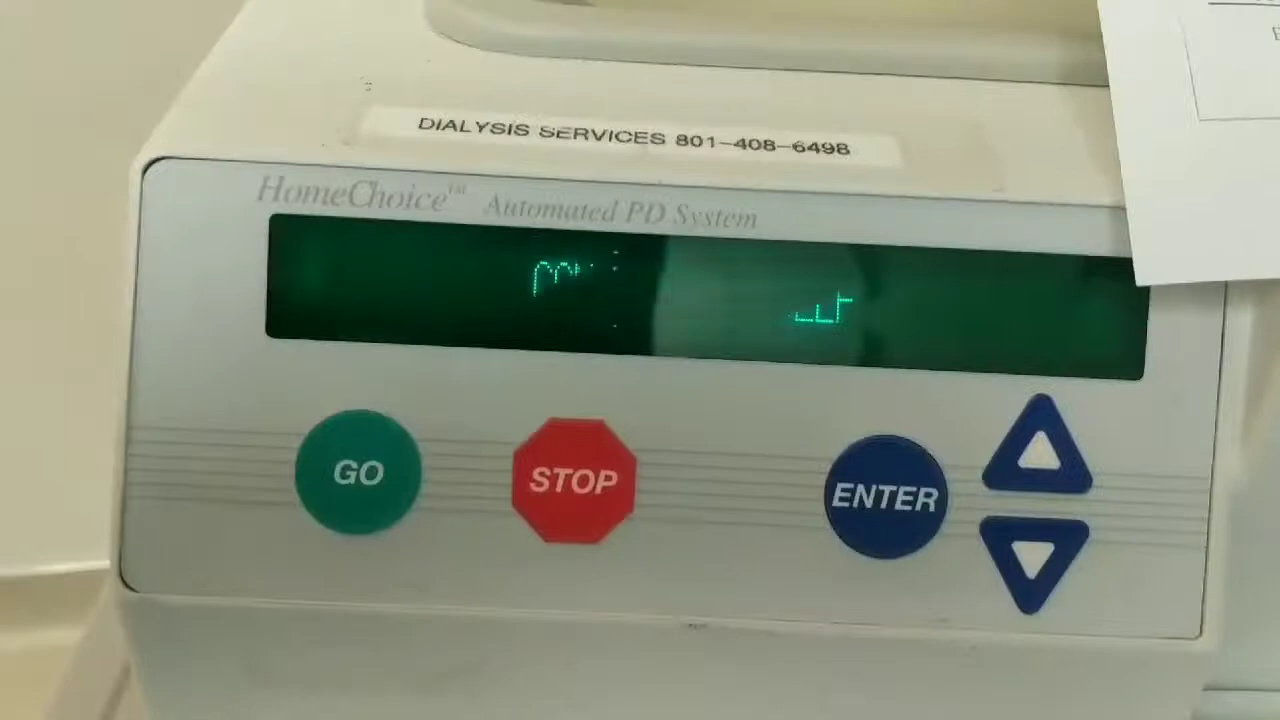 DIALYSIS SERVICES 801-408-6498
HomeChoice™ Automated PD System
GO
STOP
ENTER